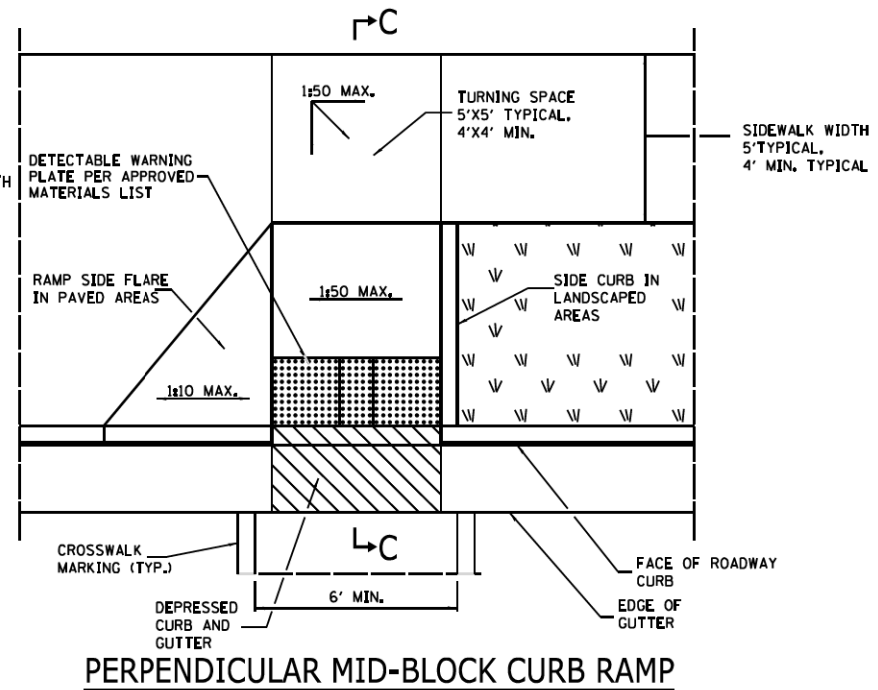 C
1:50 MAX.
TURNING SPACE
5'X5' TYPICAL,
4'X4' MIN.
SIDEWALK WIDTH
5'TYPICAL,
4' MIN. TYPICAL
DETECTABLE WARNING
PLATE PER APPROVED
MATERIALS LIST
RAMP SIDE FLARE
IN PAVED AREAS
1:50 MAX.
SIDE CURB IN
LANDSCAPED
AREAS
1:10 MAX.
C
CROSSWALK
MARKING (TYP.)
6' MIN.
FACE OF ROADWAY
CURB
DEPRESSED
CURB AND
GUTTER
EDGE OF
GUTTER
PERPENDICULAR MID-BLOCK CURB RAMP